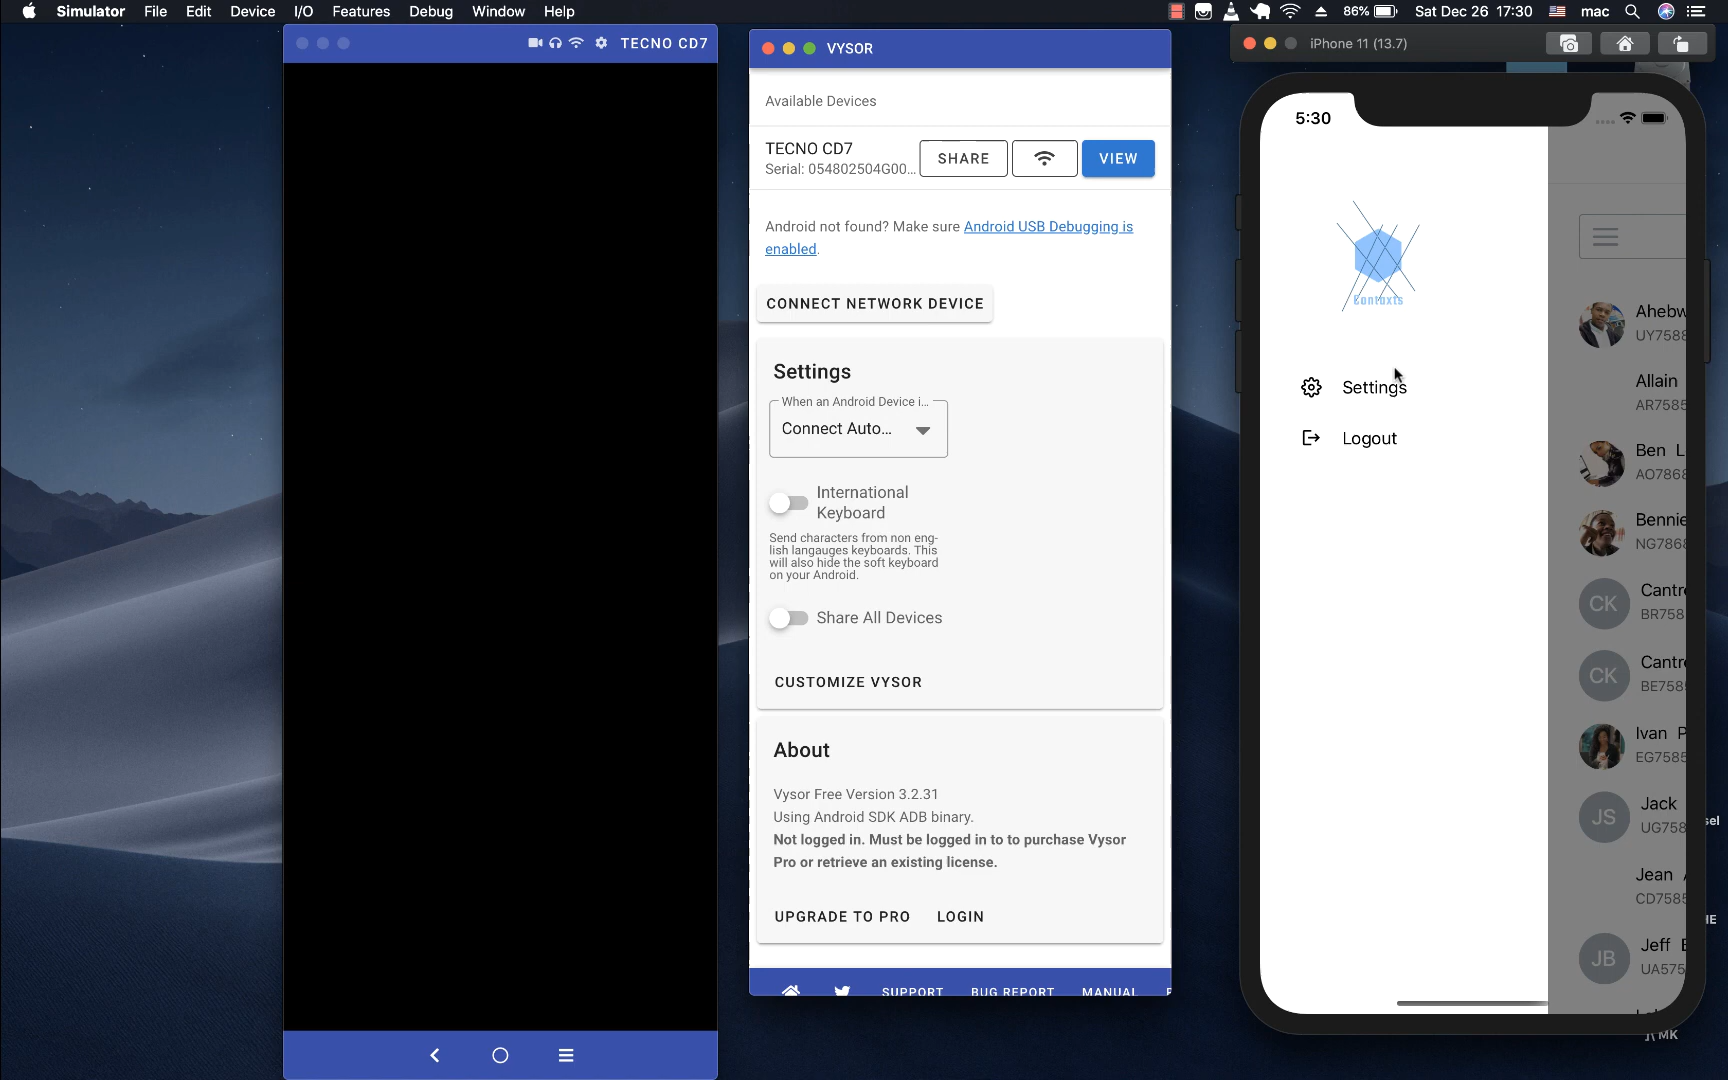 Simulator File Edit Device I/O Features Debug Window Help
86% Sat Dec 26 17:30 mac
TECNO CD7
VYSOR
Available Devices
TECNO CD7
Serial: 054802504G00...
SHARE
VIEW
Android not found? Make sure Android USB Debugging is
enabled.
CONNECT NETWORK DEVICE
Settings
When an Android Device i...
Connect Auto...
International
Keyboard
Send characters from non eng-
lish langauges keyboards. This
will also hide the soft keyboard
on your Android.
Share All Devices
CUSTOMIZE VYSOR
About
Vysor Free Version 3.2.31
Using Android SDK ADB binary.
Not logged in. Must be logged in to to purchase Vysor
Pro or retrieve an existing license.
UPGRADE TO PRO LOGIN
SUPPORT BUG REPORT MANUAL
iPhone 11 (13.7)
5:30
Contaxts
Settings
Logout
Ahebw
UY7588
Allain
AR7585
Ben L
AO7868
Bennie
NG7868
CK
Cantre
BR758
CK
Cantre
BE7585
Ivan P
EG7585
JS
Jack
UG758
Jean
CD7585
JB
Jeff
UA575
sel
HE
MK